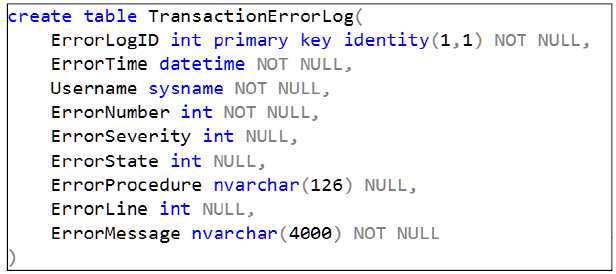 create table TransactionErrorLog(
ErrorLogID int primary key identity(1,1) NOT NULL,
ErrorTime datetime NOT NULL,
Username sysname NOT NULL,
ErrorNumber int NOT NULL,
ErrorSeverity int NULL,
ErrorState int NULL,
ErrorProcedure nvarchar(126) NULL,
ErrorLine int NULL,
ErrorMessage nvarchar(4000) NOT NULL
)